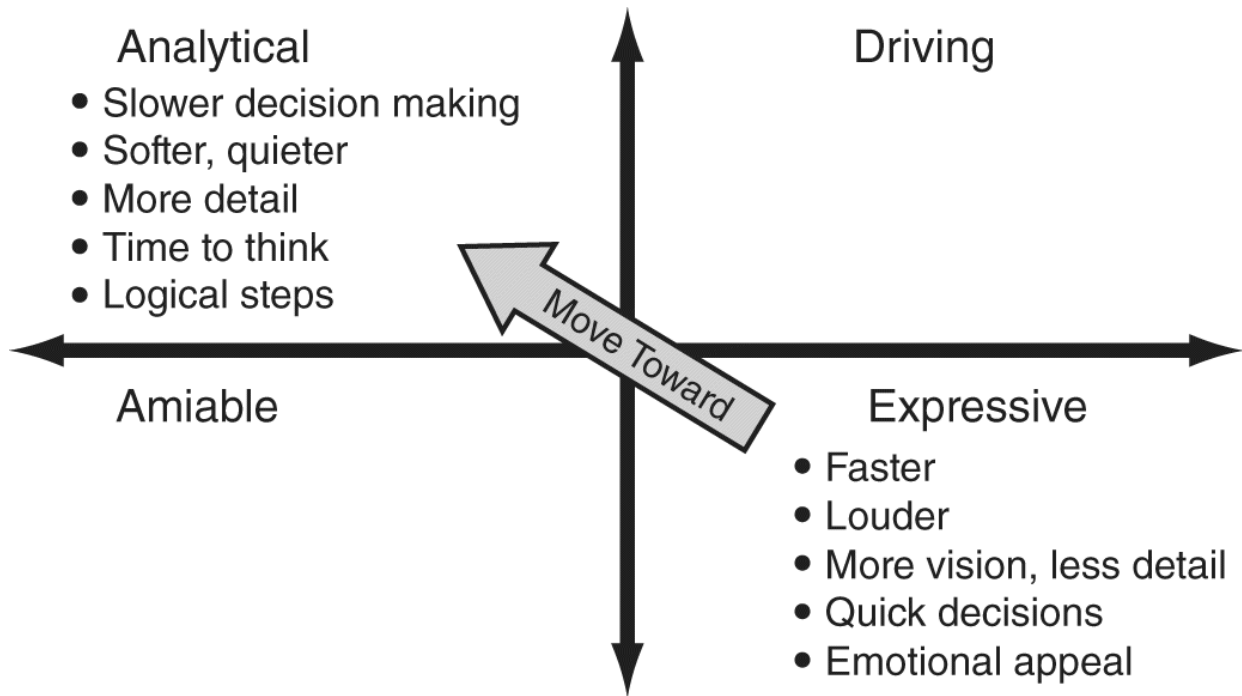 Analytical
• Slower decision making
• Softer, quieter
• More detail
• Time to think
• Logical steps
Driving
Move Toward
Amiable
Expressive
• Faster
• Louder
• More vision, less detail
• Quick decisions
• Emotional appeal